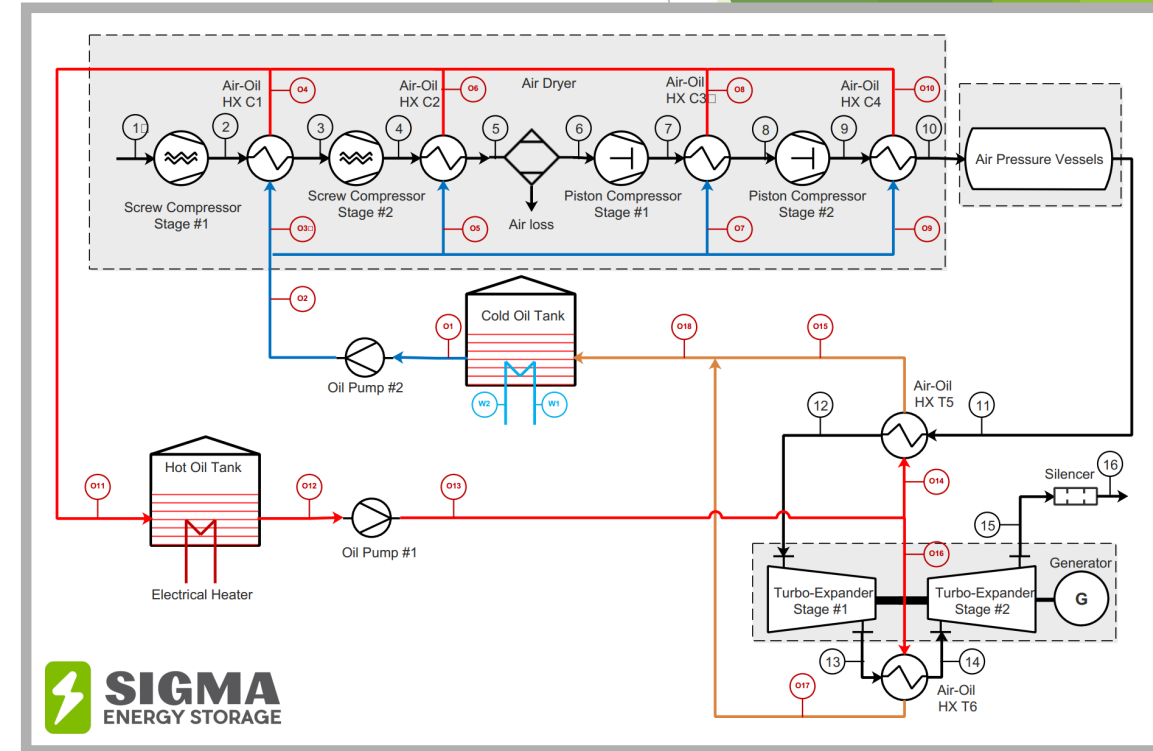 Air-Oil
HX C1
O4
Air-Oil
HX C2
O6
Air Dryer
Air-Oil
HX C3□
O8
Air-Oil
HX C4
O10
1□
2
3
4
5
6
7
8
9
10
Air Pressure Vessels
Screw Compressor
Stage #1
Screw Compressor
Stage #2
Air loss
Piston Compressor
Stage #1
Piston Compressor
Stage #2
O3□
O5
O7
O9
O2
Cold Oil Tank
O1
O18
O15
Oil Pump #2
W2
W1
Air-Oil
HX T5
12
11
Hot Oil Tank
O11
O12
O13
Oil Pump #1
Electrical Heater
O14
Silencer
16
15
O16
Generator
Turbo-Expander
Stage #1
Turbo-Expander
Stage #2
G
13
14
O17
Air-Oil
HX T6
SIGMA
ENERGY STORAGE